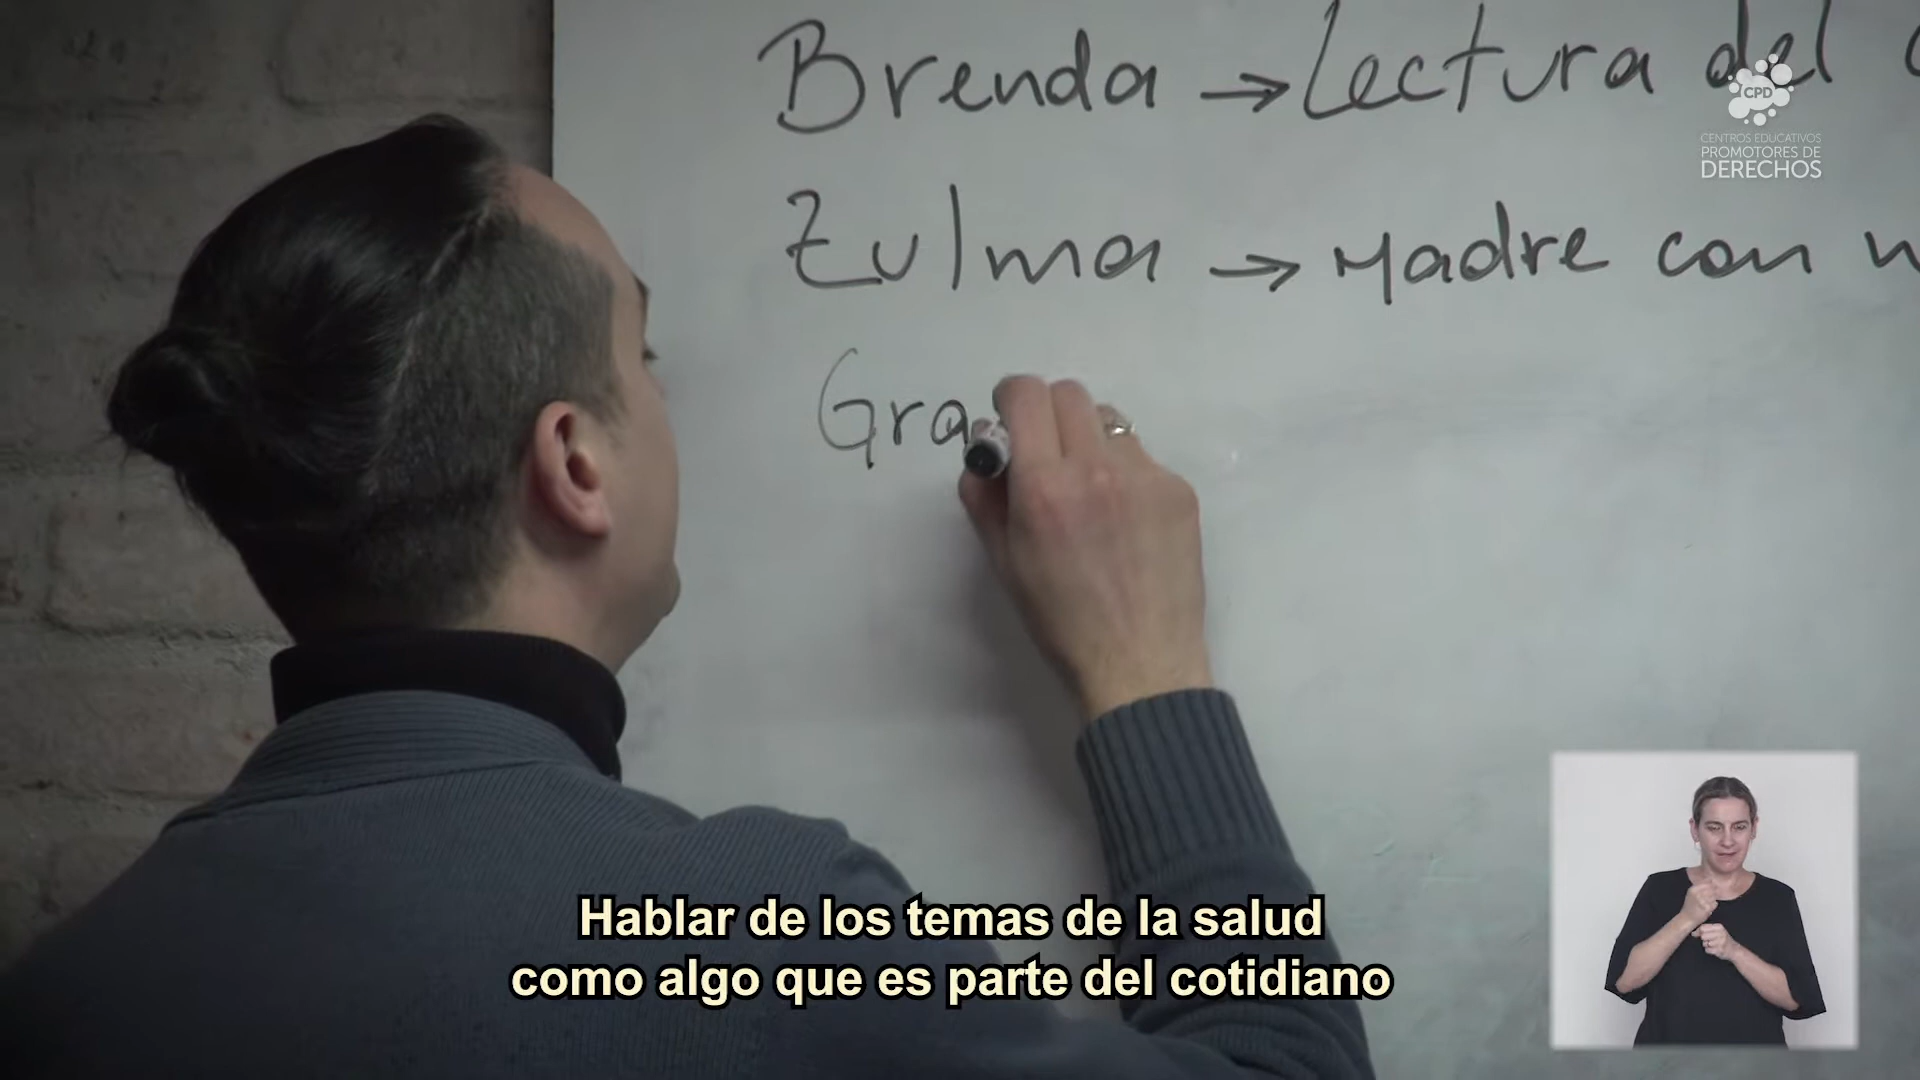 Brenda → Lectura del
CPD
CENTROS EDUCATIVOS
PROMOTORES DE
DERECHOS
Zulma → Madre con
Gra
Hablar de los temas de la salud
como algo que es parte del cotidiano